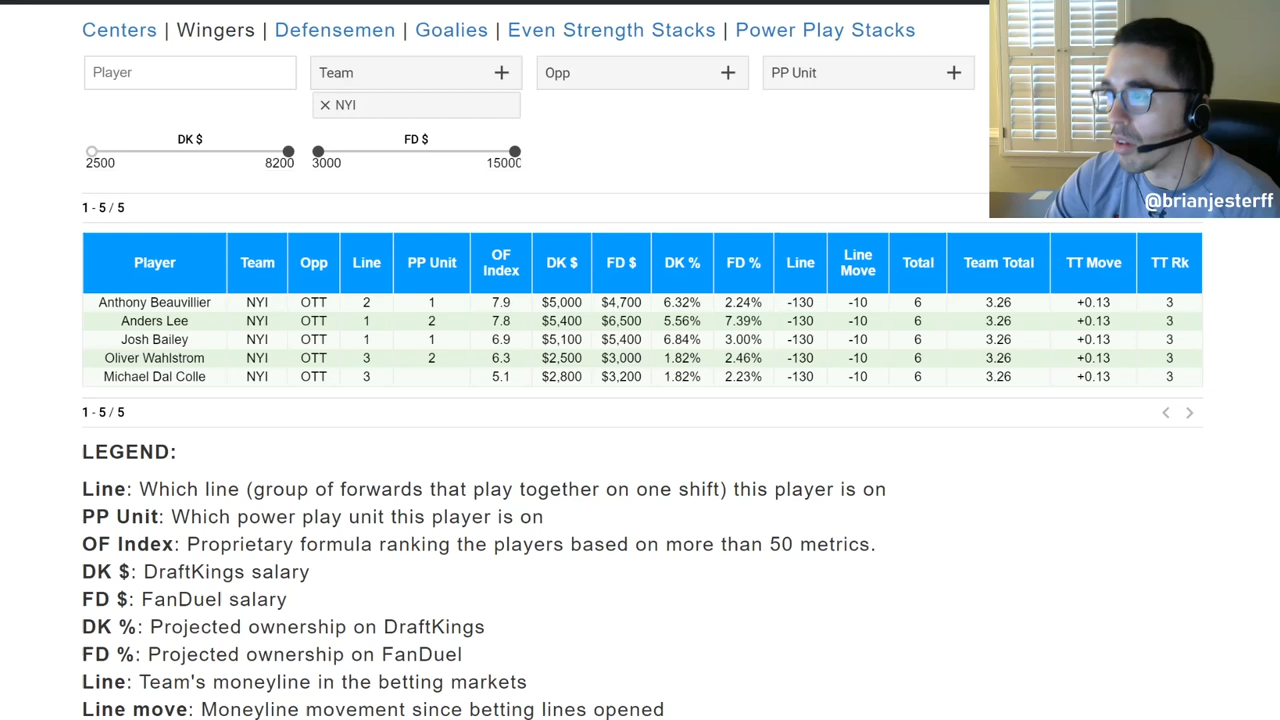 Centers | Wingers | Defensemen | Goalies | Even Strength Stacks | Power Play Stacks
Player Team + Opp + PP Unit +
× NYI
DK $ FD $
2500 8200 3000 15000
@brianjesterff
1 - 5 / 5
Player Team Opp Line PP Unit OF Index DK $ FD $ DK % FD % Line Line Move Total Team Total TT Move TT Rk
Anthony Beauvillier NYI OTT 2 1 7.9 $5,000 $4,700 6.32% 2.24% -130 -10 6 3.26 +0.13 3
Anders Lee NYI OTT 1 2 7.8 $5,400 $6,500 5.56% 7.39% -130 -10 6 3.26 +0.13 3
Josh Bailey NYI OTT 1 1 6.9 $5,100 $5,400 6.84% 3.00% -130 -10 6 3.26 +0.13 3
Oliver Wahlstrom NYI OTT 3 2 6.3 $2,500 $3,000 1.82% 2.46% -130 -10 6 3.26 +0.13 3
Michael Dal Colle NYI OTT 3 5.1 $2,800 $3,200 1.82% 2.23% -130 -10 6 3.26 +0.13 3
1 - 5 / 5 < >
LEGEND:
Line: Which line (group of forwards that play together on one shift) this player is on
PP Unit: Which power play unit this player is on
OF Index: Proprietary formula ranking the players based on more than 50 metrics.
DK $: DraftKings salary
FD $: FanDuel salary
DK %: Projected ownership on DraftKings
FD %: Projected ownership on FanDuel
Line: Team's moneyline in the betting markets
Line move: Moneyline movement since betting lines opened